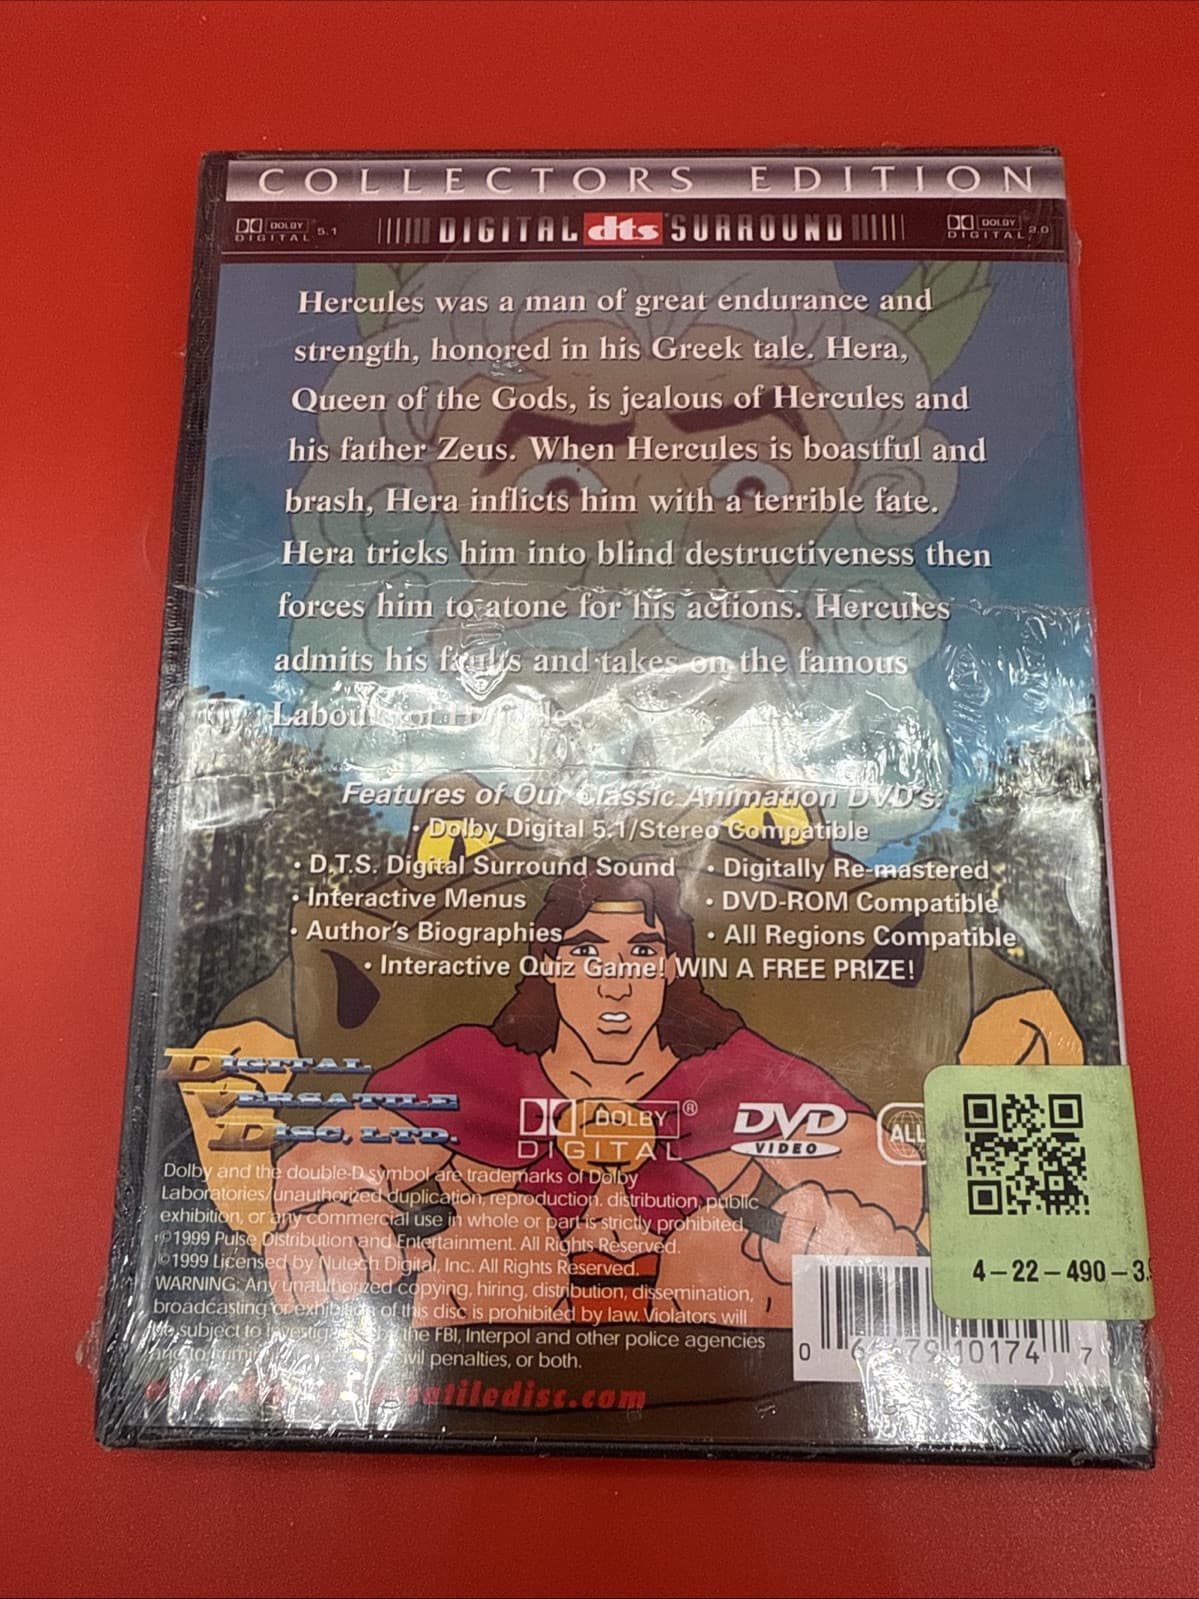 COLLECTORS EDITION
DOLBY DIGITAL 5.1
DIGITAL dts SURROUND
DOLBY DIGITAL 2.0
Hercules was a man of great endurance and
strength, honored in his Greek tale. Hera,
Queen of the Gods, is jealous of Hercules and
his father Zeus. When Hercules is boastful and
brash, Hera inflicts him with a terrible fate.
Hera tricks him into blind destructiveness then
forces him to atone for his actions. Hercules
admits his faults and takes on the famous
Features of Our Classic Animation DVD's:
• Dolby Digital 5.1/Stereo Compatible
• D.T.S. Digital Surround Sound • Digitally Re-mastered
• Interactive Menus • DVD-ROM Compatible
• Author's Biographies • All Regions Compatible
• Interactive Quiz Game! WIN A FREE PRIZE!
DIGITAL
VERSATILE
DISC, LTD.
DOLBY ®
DIGITAL
DVD
VIDEO
ALL
Dolby and the double-D symbol are trademarks of Dolby
Laboratories/unauthorized duplication, reproduction, distribution, public
exhibition, or any commercial use in whole or part is strictly prohibited.
©1999 Pulse Distribution and Entertainment. All Rights Reserved.
©1999 Licensed by Nutech Digital, Inc. All Rights Reserved.
WARNING: Any unauthorized copying, hiring, distribution, dissemination,
broadcasting or exhibition of this disc is prohibited by law. Violators will
be subject to investigation by the FBI, Interpol and other police agencies
civil penalties, or both.
4-22-490-3.
0 79 10174 7